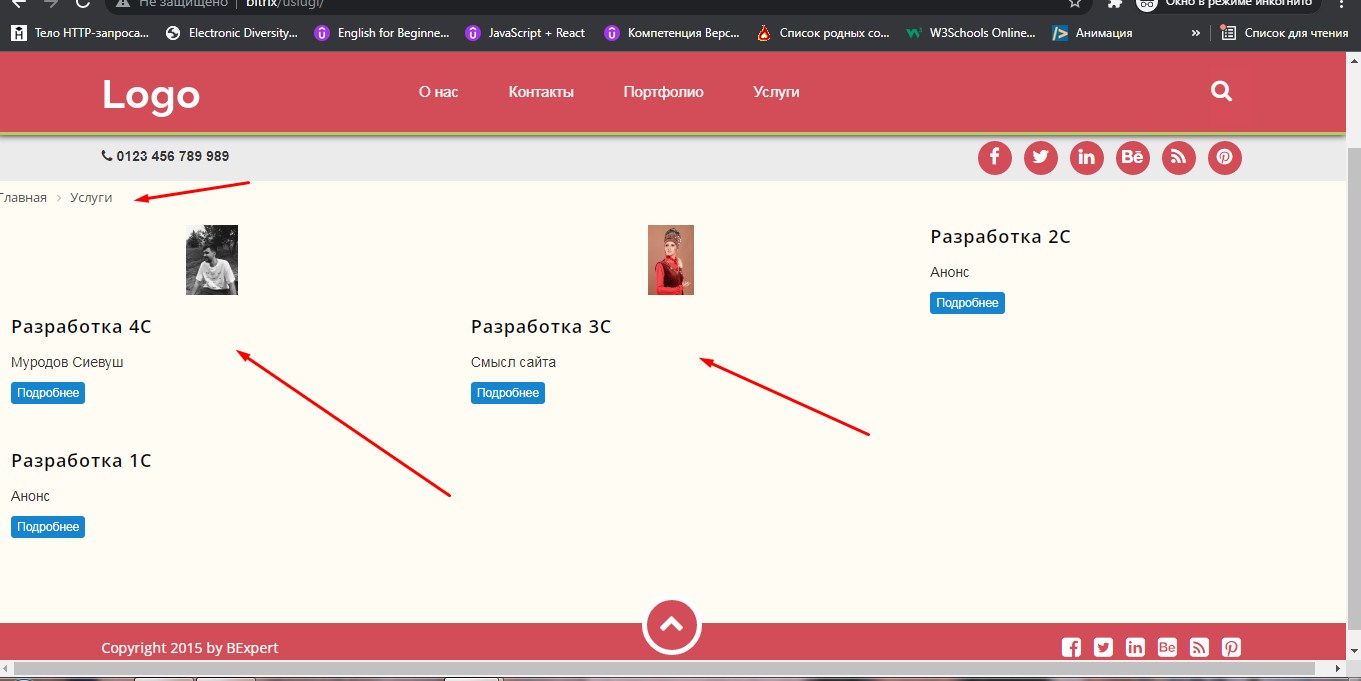 Не защищено | bitrix/uslugi/
Окно в режиме инкогнито
Тело HTTP-запроса... Electronic Diversity... English for Beginne... JavaScript + React Компетенция Верс... Список родных со... W3Schools Online... Анимация » Список для чтения
Logo О нас Контакты Портфолио Услуги
0123 456 789 989
Главная > Услуги
Разработка 4С
Муродов Сиевуш
Подробнее
Разработка 3С
Смысл сайта
Подробнее
Разработка 2С
Анонс
Подробнее
Разработка 1С
Анонс
Подробнее
Copyright 2015 by BExpert